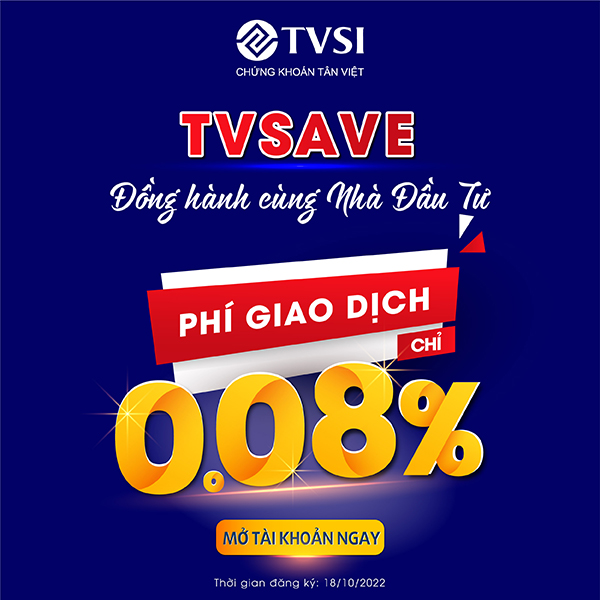 TVSI
CHỨNG KHOÁN TÂN VIỆT
TVSAVE
Đồng hành cùng Nhà Đầu Tư
PHÍ GIAO DỊCH
CHỈ
0.08%
MỞ TÀI KHOẢN NGAY
Thời gian đăng ký: 18/10/2022